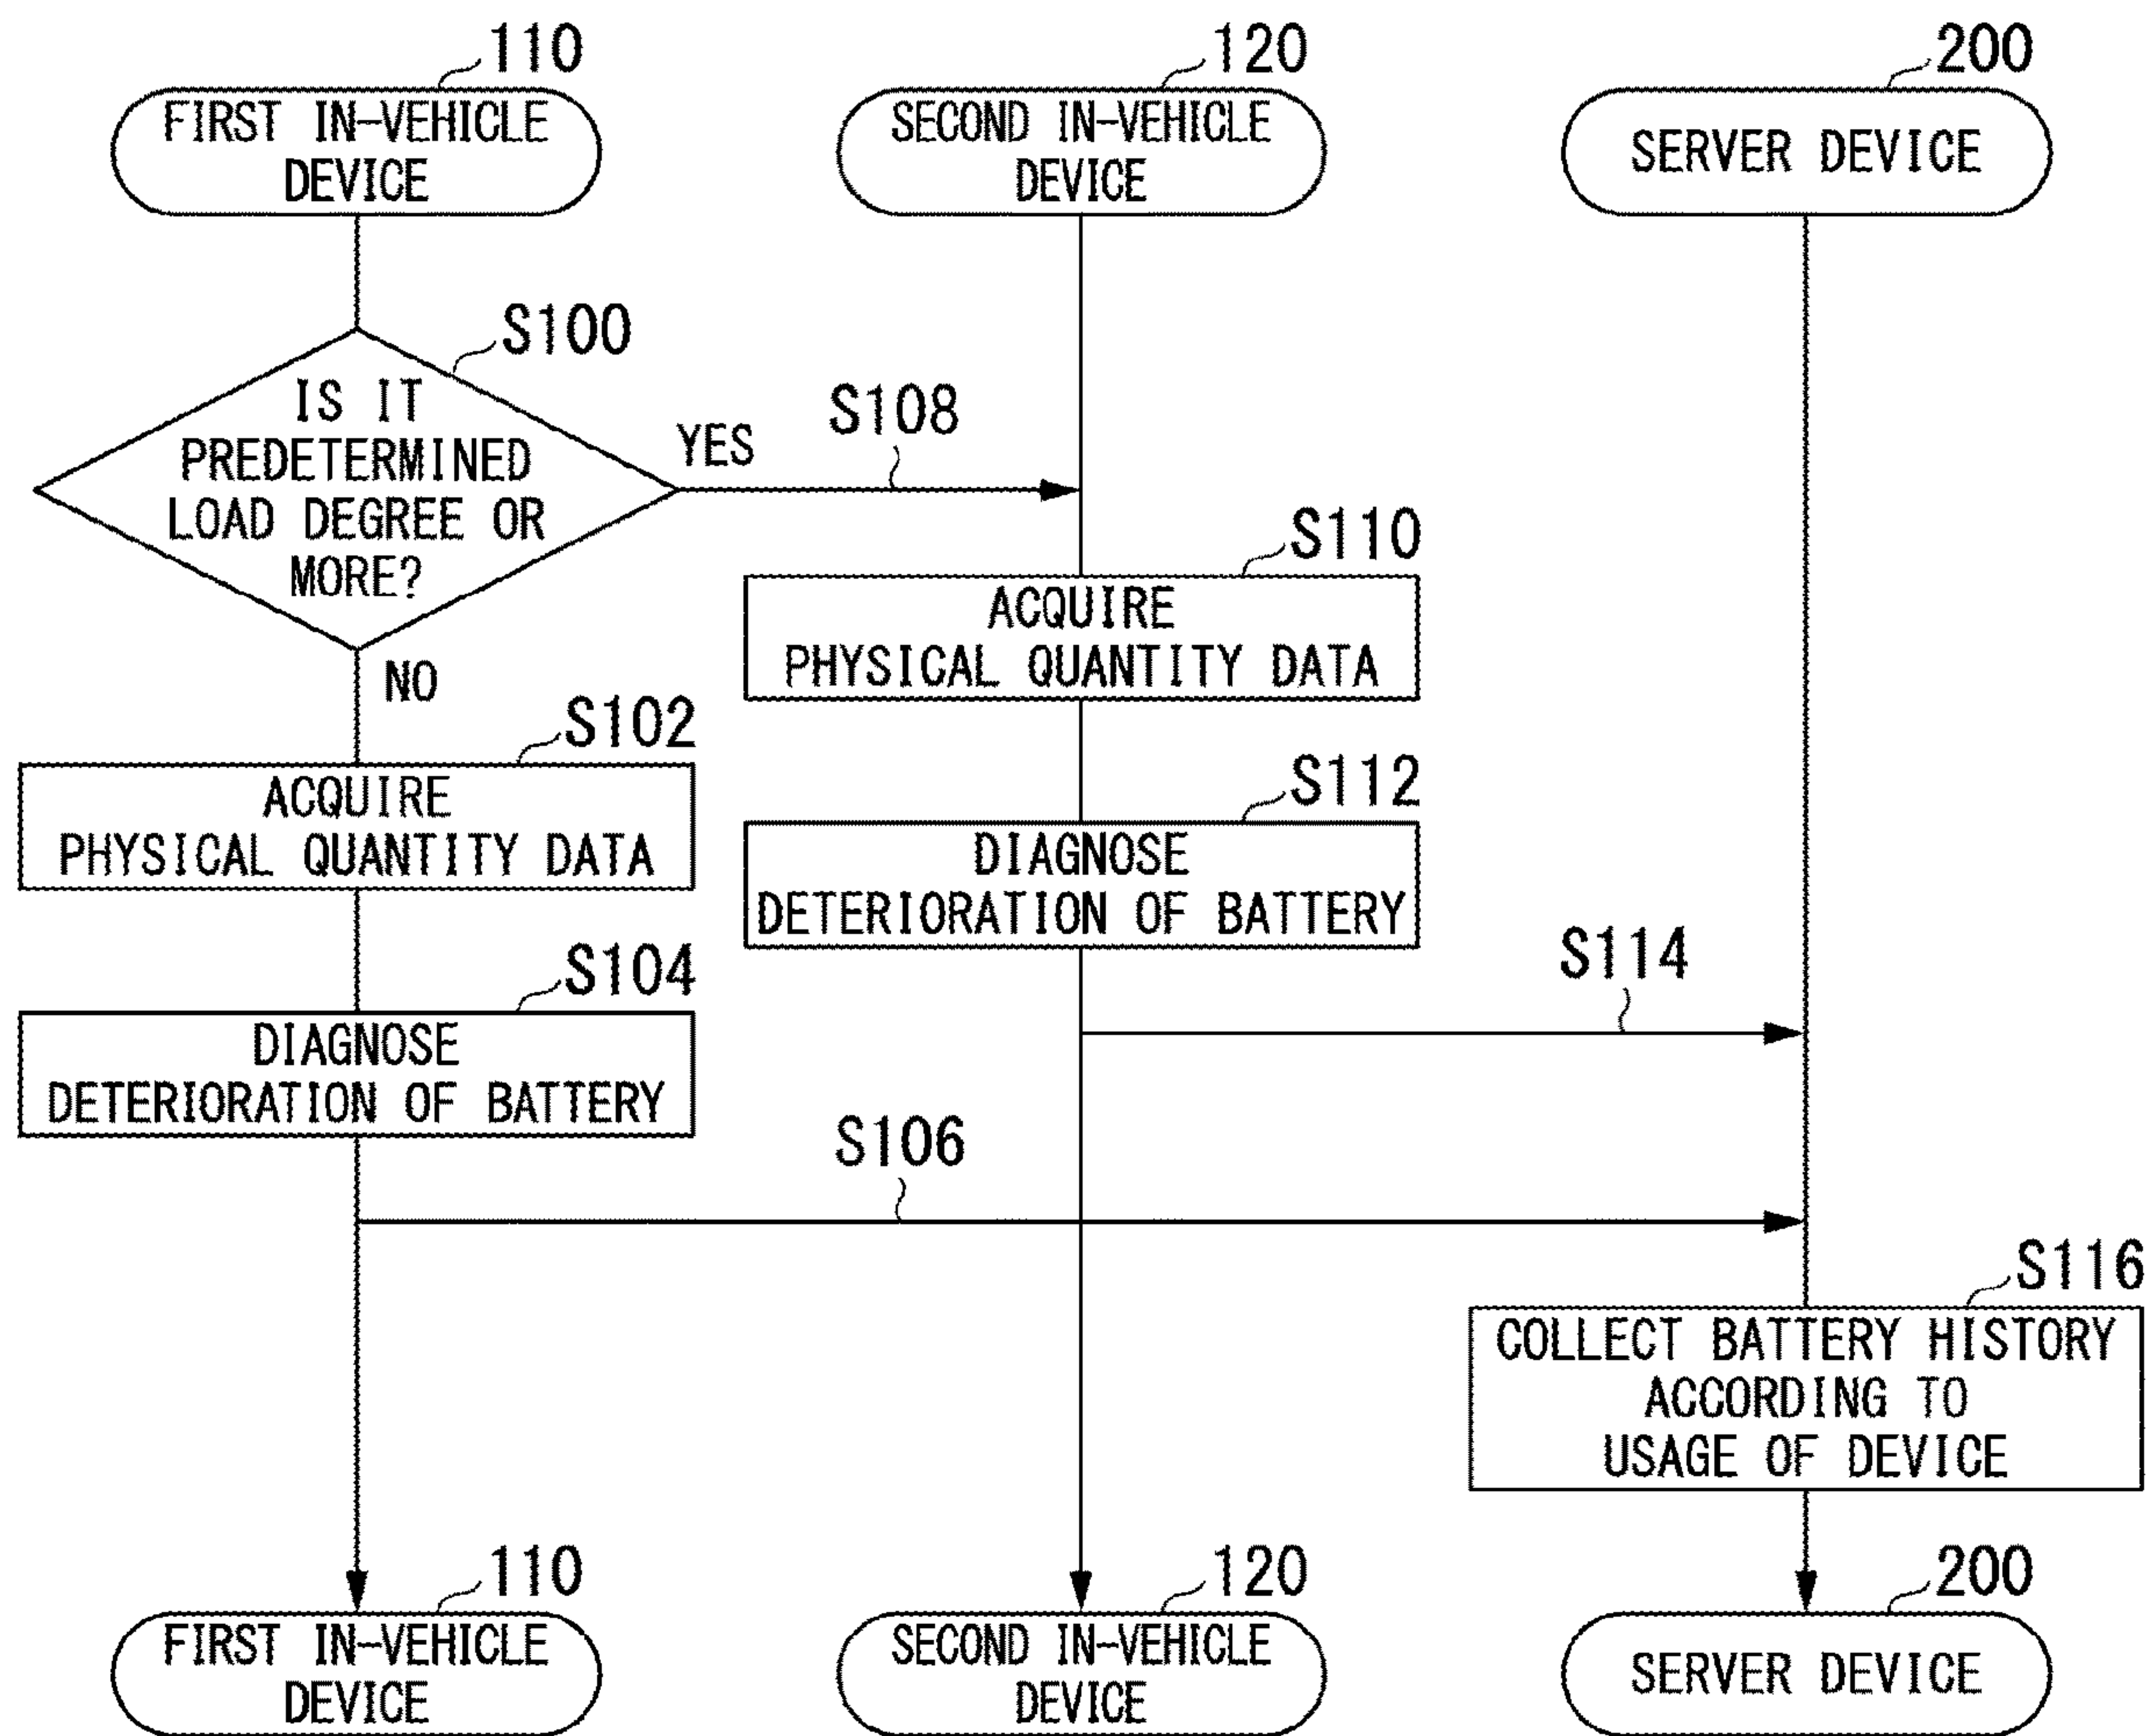 110
FIRST IN-VEHICLE
DEVICE
120
SECOND IN-VEHICLE
DEVICE
200
SERVER DEVICE
S100
IS IT
PREDETERMINED
LOAD DEGREE OR
MORE?
YES
S108
NO
S110
ACQUIRE
PHYSICAL QUANTITY DATA
S102
ACQUIRE
PHYSICAL QUANTITY DATA
S112
DIAGNOSE
DETERIORATION OF BATTERY
S104
DIAGNOSE
DETERIORATION OF BATTERY
S114
S106
S116
COLLECT BATTERY HISTORY
ACCORDING TO
USAGE OF DEVICE
110
FIRST IN-VEHICLE
DEVICE
120
SECOND IN-VEHICLE
DEVICE
200
SERVER DEVICE